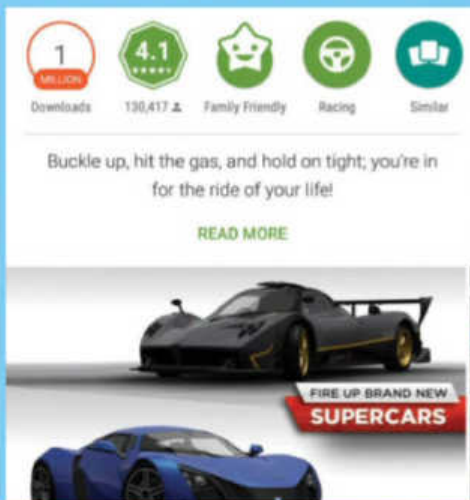 1
MILLION
Downloads
4.1
130,417
Family Friendly
Racing
Similar
Buckle up, hit the gas, and hold on tight; you're in
for the ride of your life!
READ MORE
FIRE UP BRAND NEW
SUPERCARS